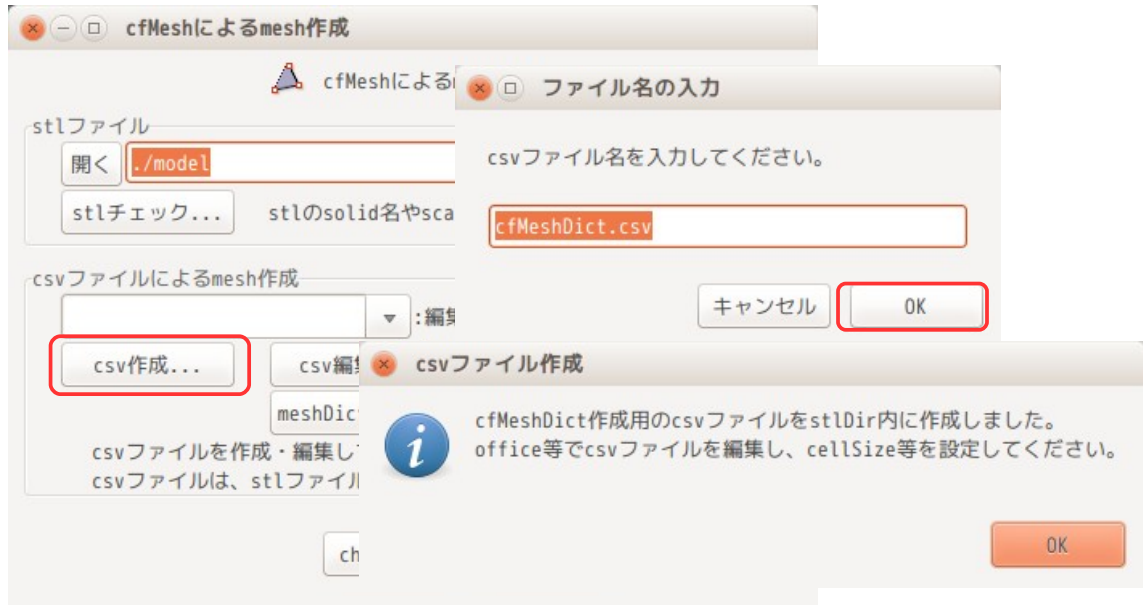 cfMeshによるmesh作成
cfMeshによる
stlファイル
開く ./model
stlチェック... stlのsolid名やsca
csvファイルによるmesh作成
:編集
csv作成... csv編集
meshDic
csvファイルを作成・編集し
csvファイルは、stlファイル
ch
ファイル名の入力
csvファイル名を入力してください。
cfMeshDict.csv
キャンセル OK
csvファイル作成
cfMeshDict作成用のcsvファイルをstlDir内に作成しました。
office等でcsvファイルを編集し、cellSize等を設定してください。
OK